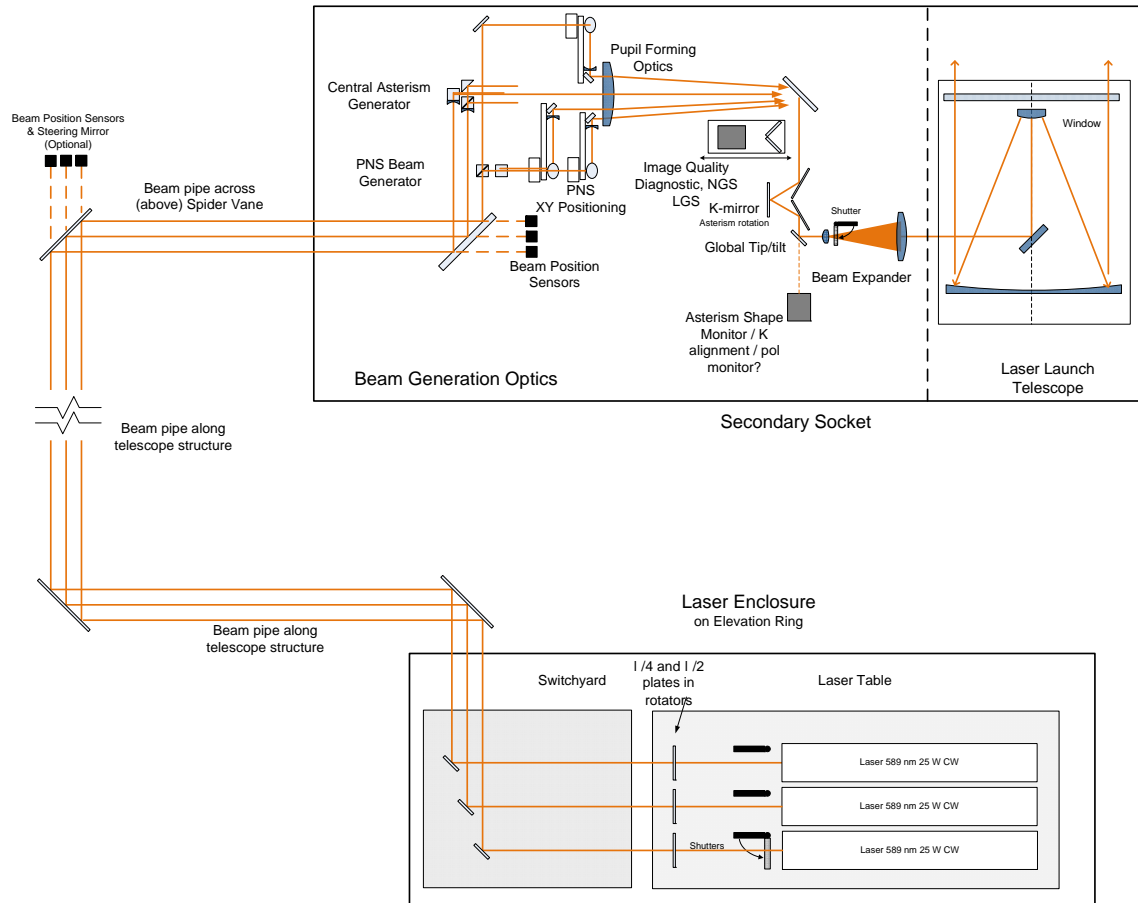 Pupil Forming
Optics
Central Asterism
Generator
Beam Position Sensors
& Steering Mirror
(Optional)
Window
PNS Beam
Generator
Image Quality
Diagnostic, NGS
LGS
Beam pipe across
(above) Spider Vane
PNS
XY Positioning
K-mirror
Asterism rotation
Shutter
Global Tip/tilt
Beam Position
Sensors
Beam Expander
Asterism Shape
Monitor / K
alignment / pol
monitor?
Beam Generation Optics
Laser Launch
Telescope
Secondary Socket
Beam pipe along
telescope structure
Laser Enclosure
on Elevation Ring
Beam pipe along
telescope structure
l /4 and l /2
plates in
rotators
Switchyard
Laser Table
Laser 589 nm 25 W CW
Laser 589 nm 25 W CW
Shutters
Laser 589 nm 25 W CW